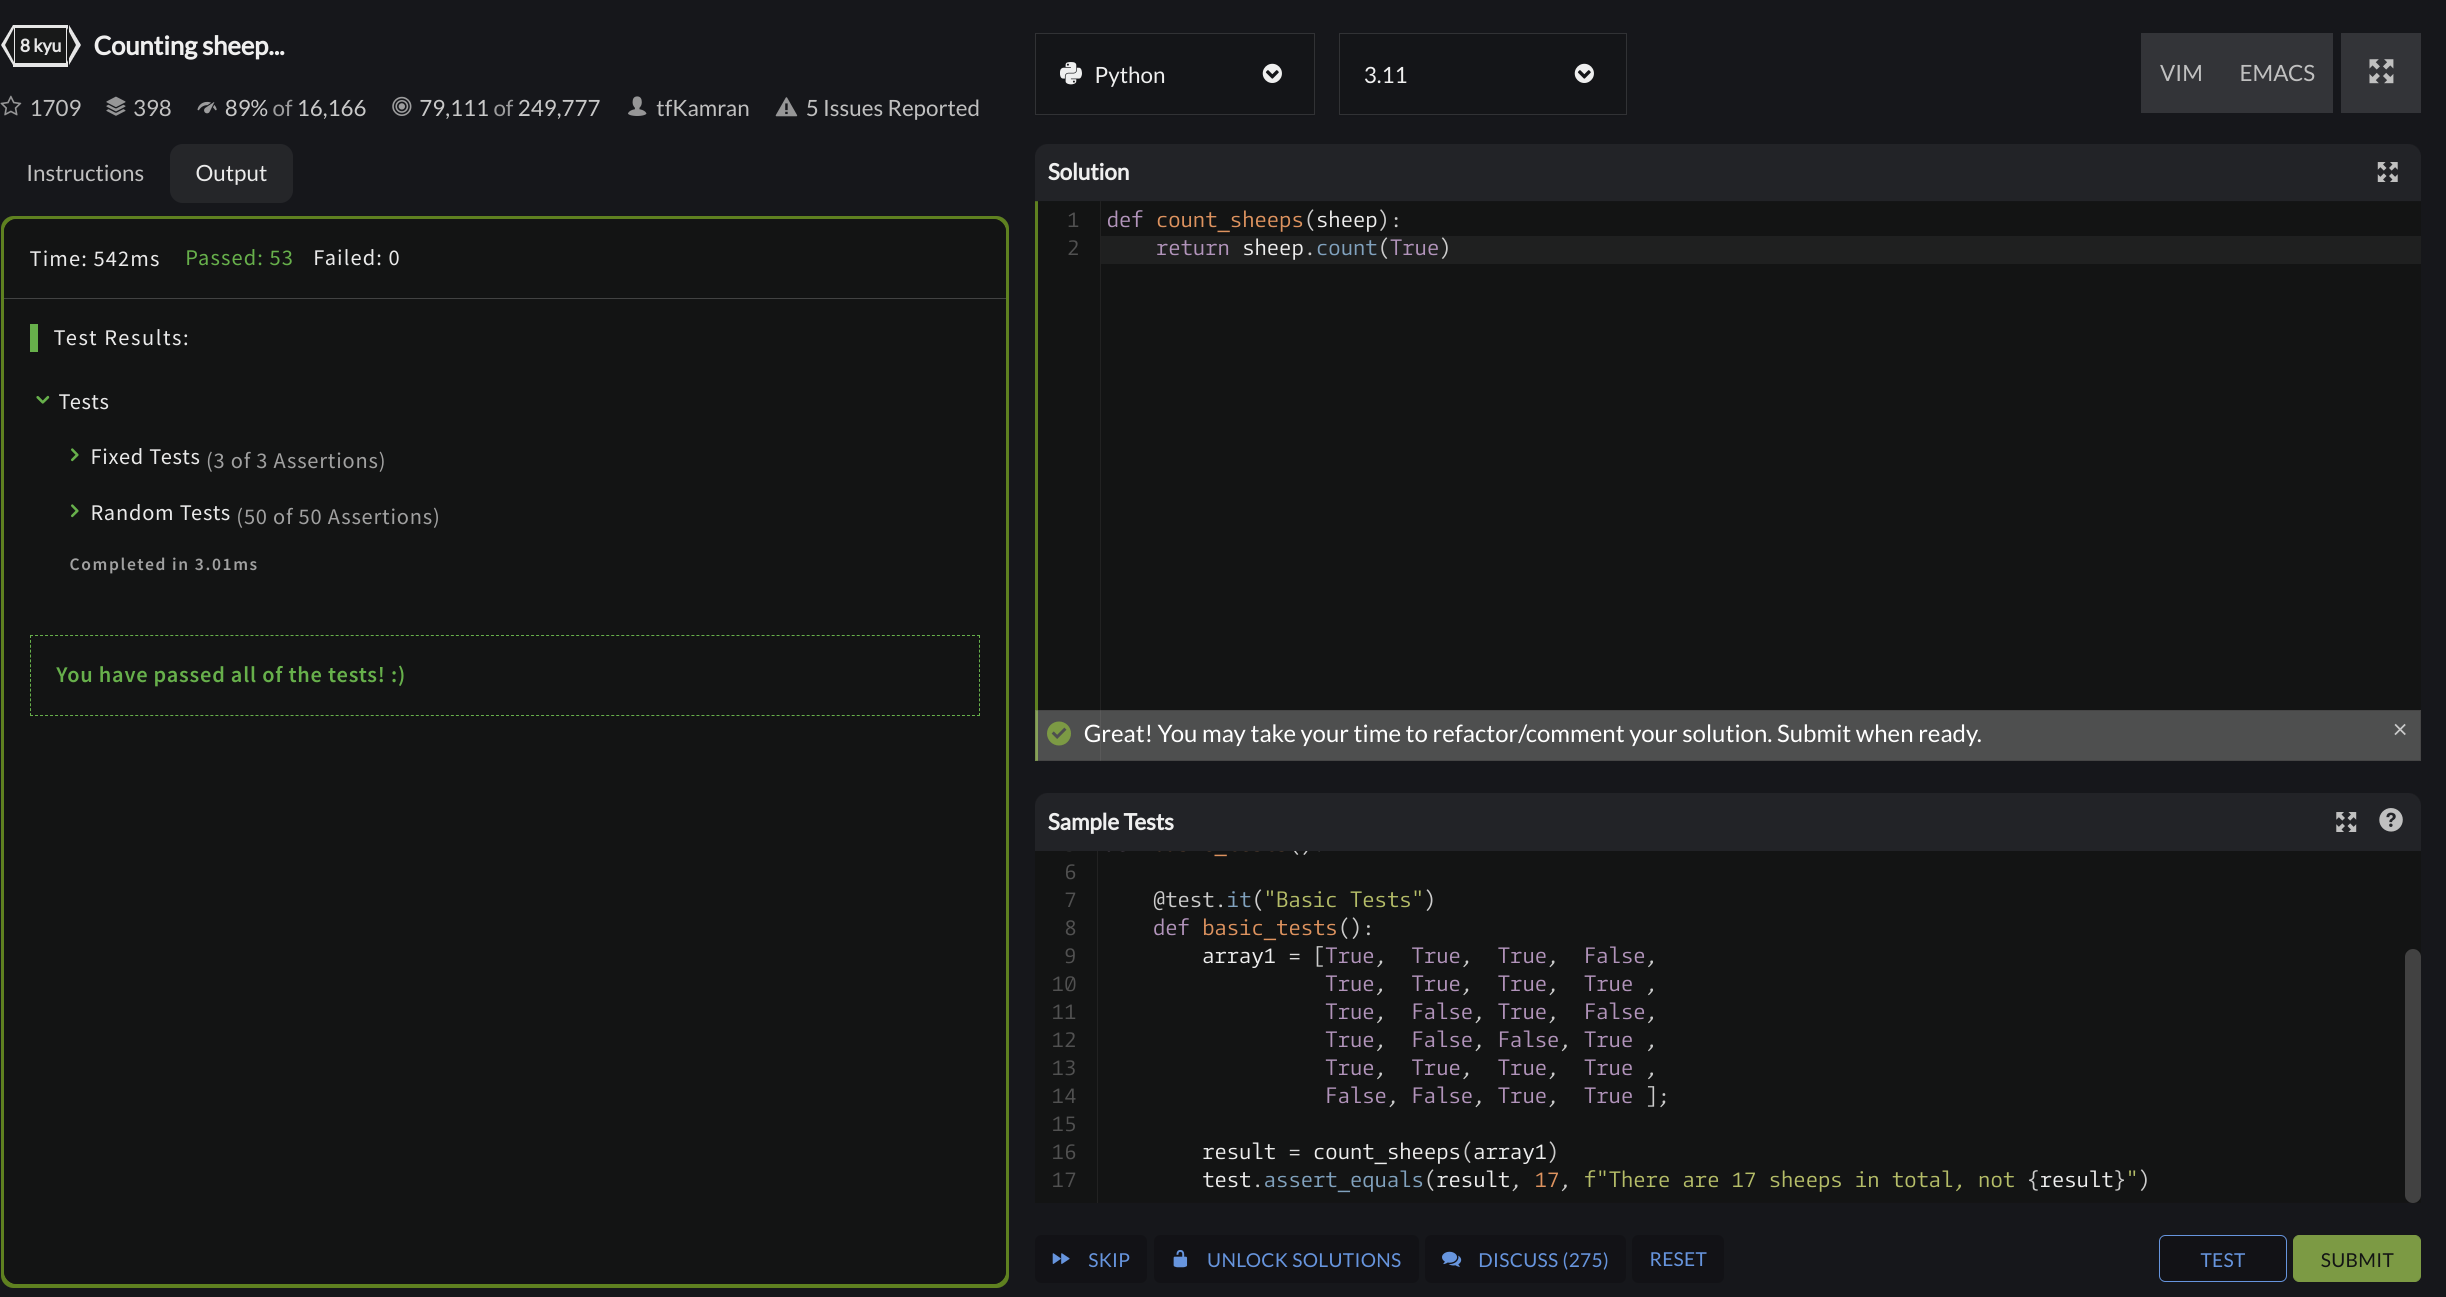 8 kyu Counting sheep...
1709 398 89% of 16,166 79,111 of 249,777 tfKamran 5 Issues Reported
Instructions Output
Time: 542ms Passed: 53 Failed: 0
Test Results:
Tests
Fixed Tests (3 of 3 Assertions)
Random Tests (50 of 50 Assertions)
Completed in 3.01ms
You have passed all of the tests! :)
Python 3.11 VIM EMACS
Solution
1 def count_sheeps(sheep):
2     return sheep.count(True)
Great! You may take your time to refactor/comment your solution. Submit when ready.
Sample Tests
6
7     @test.it("Basic Tests")
8     def basic_tests():
9         array1 = [True,  True,  True,  False,
10                   True,  True,  True,  True ,
11                   True,  False, True,  False,
12                   True,  False, False, True ,
13                   True,  True,  True,  True ,
14                   False, False, True,  True ];
15
16         result = count_sheeps(array1)
17         test.assert_equals(result, 17, f"There are 17 sheeps in total, not {result}")
SKIP UNLOCK SOLUTIONS DISCUSS (275) RESET TEST SUBMIT